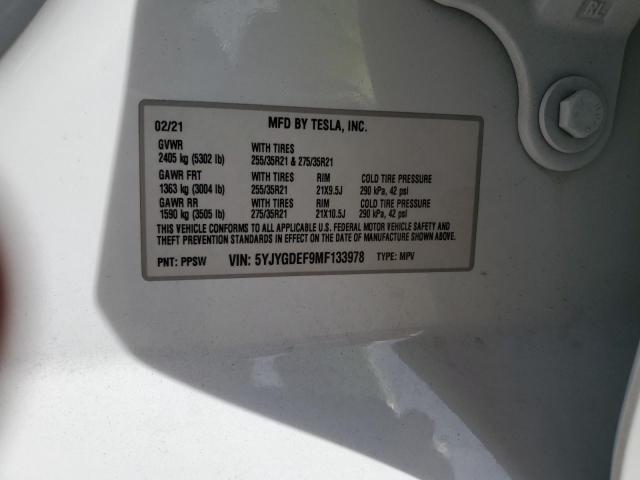 RL
02/21 MFD BY TESLA, INC.
GVWR WITH TIRES
2405 kg (5302 lb) 255/35R21 & 275/35R21
GAWR FRT WITH TIRES RIM COLD TIRE PRESSURE
1363 kg (3004 lb) 255/35R21 21X9.5J 290 kPa, 42 psi
GAWR RR WITH TIRES RIM COLD TIRE PRESSURE
1590 kg (3505 lb) 275/35R21 21X10.5J 290 kPa, 42 psi
THIS VEHICLE CONFORMS TO ALL APPLICABLE U.S. FEDERAL MOTOR VEHICLE SAFETY AND
THEFT PREVENTION STANDARDS IN EFFECT ON THE DATE OF MANUFACTURE SHOWN ABOVE.
PNT: PPSW VIN: 5YJYGDEF9MF133978 TYPE: MPV